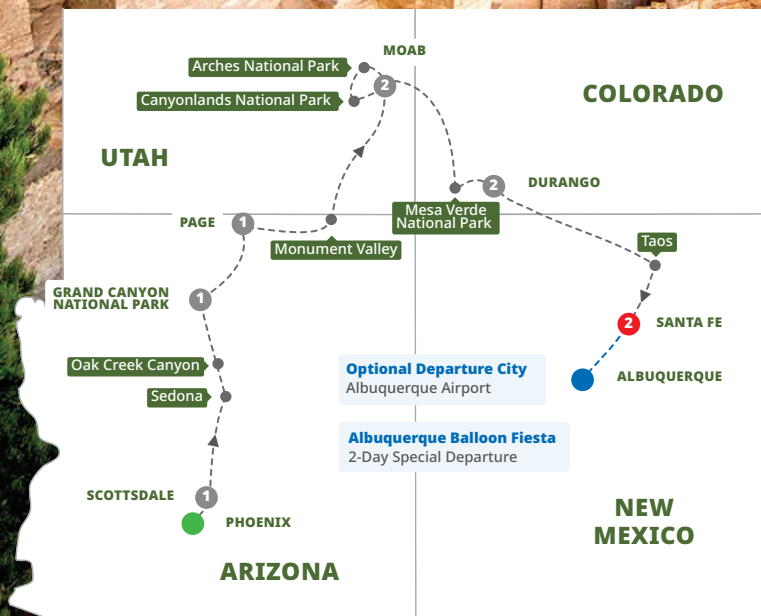 MOAB
Arches National Park
2
Canyonlands National Park
COLORADO
UTAH
2
DURANGO
Mesa Verde
National Park
PAGE
1
Monument Valley
Taos
GRAND CANYON
NATIONAL PARK
1
2
SANTA FE
Oak Creek Canyon
Optional Departure City
Albuquerque Airport
ALBUQUERQUE
Sedona
Albuquerque Balloon Fiesta
2-Day Special Departure
SCOTTSDALE
1
PHOENIX
NEW
MEXICO
ARIZONA